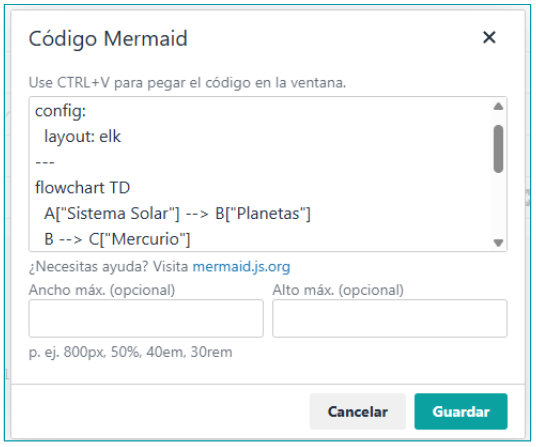 Código Mermaid
Use CTRL+V para pegar el código en la ventana.
config:
  layout: elk
---
flowchart TD
  A["Sistema Solar"] --> B["Planetas"]
  B --> C["Mercurio"]
¿Necesitas ayuda? Visita mermaid.js.org
Ancho máx. (opcional) Alto máx. (opcional)
p. ej. 800px, 50%, 40em, 30rem
Cancelar Guardar